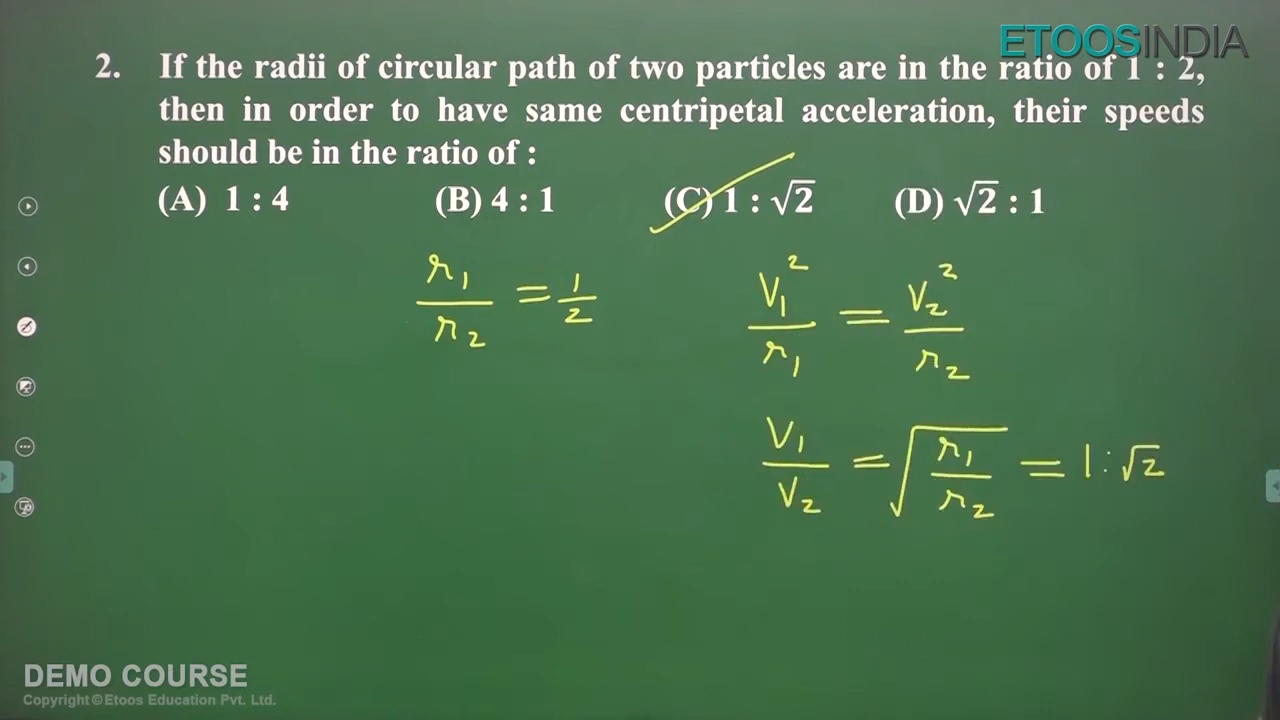 ETOOSINDIA
2. If the radii of circular path of two particles are in the ratio of 1 : 2,
then in order to have same centripetal acceleration, their speeds
should be in the ratio of :
(A) 1 : 4 (B) 4 : 1 (C) 1 : √2 (D) √2 : 1
r₁/r₂ = 1/2
V₁²/r₁ = V₂²/r₂
V₁/V₂ = √(r₁/r₂) = 1:√2
DEMO COURSE
Copyright©Etoos Education Pvt. Ltd.